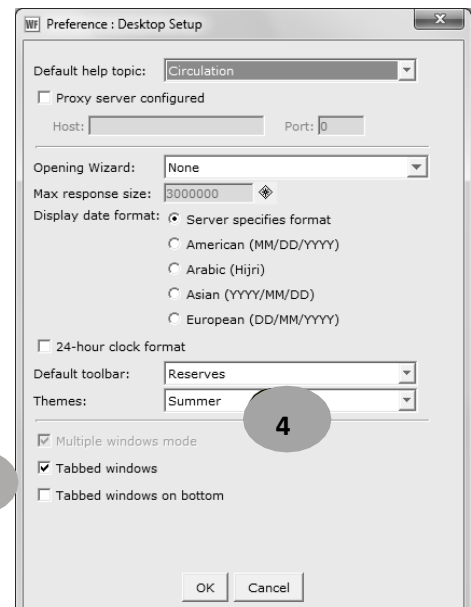 WF Preference : Desktop Setup x
Default help topic: Circulation
Proxy server configured
Host: Port: 0
Opening Wizard: None
Max response size: 3000000
Display date format: Server specifies format
American (MM/DD/YYYY)
Arabic (Hijri)
Asian (YYYY/MM/DD)
European (DD/MM/YYYY)
24-hour clock format
Default toolbar: Reserves
Themes: Summer
4
Multiple windows mode
Tabbed windows
Tabbed windows on bottom
OK Cancel